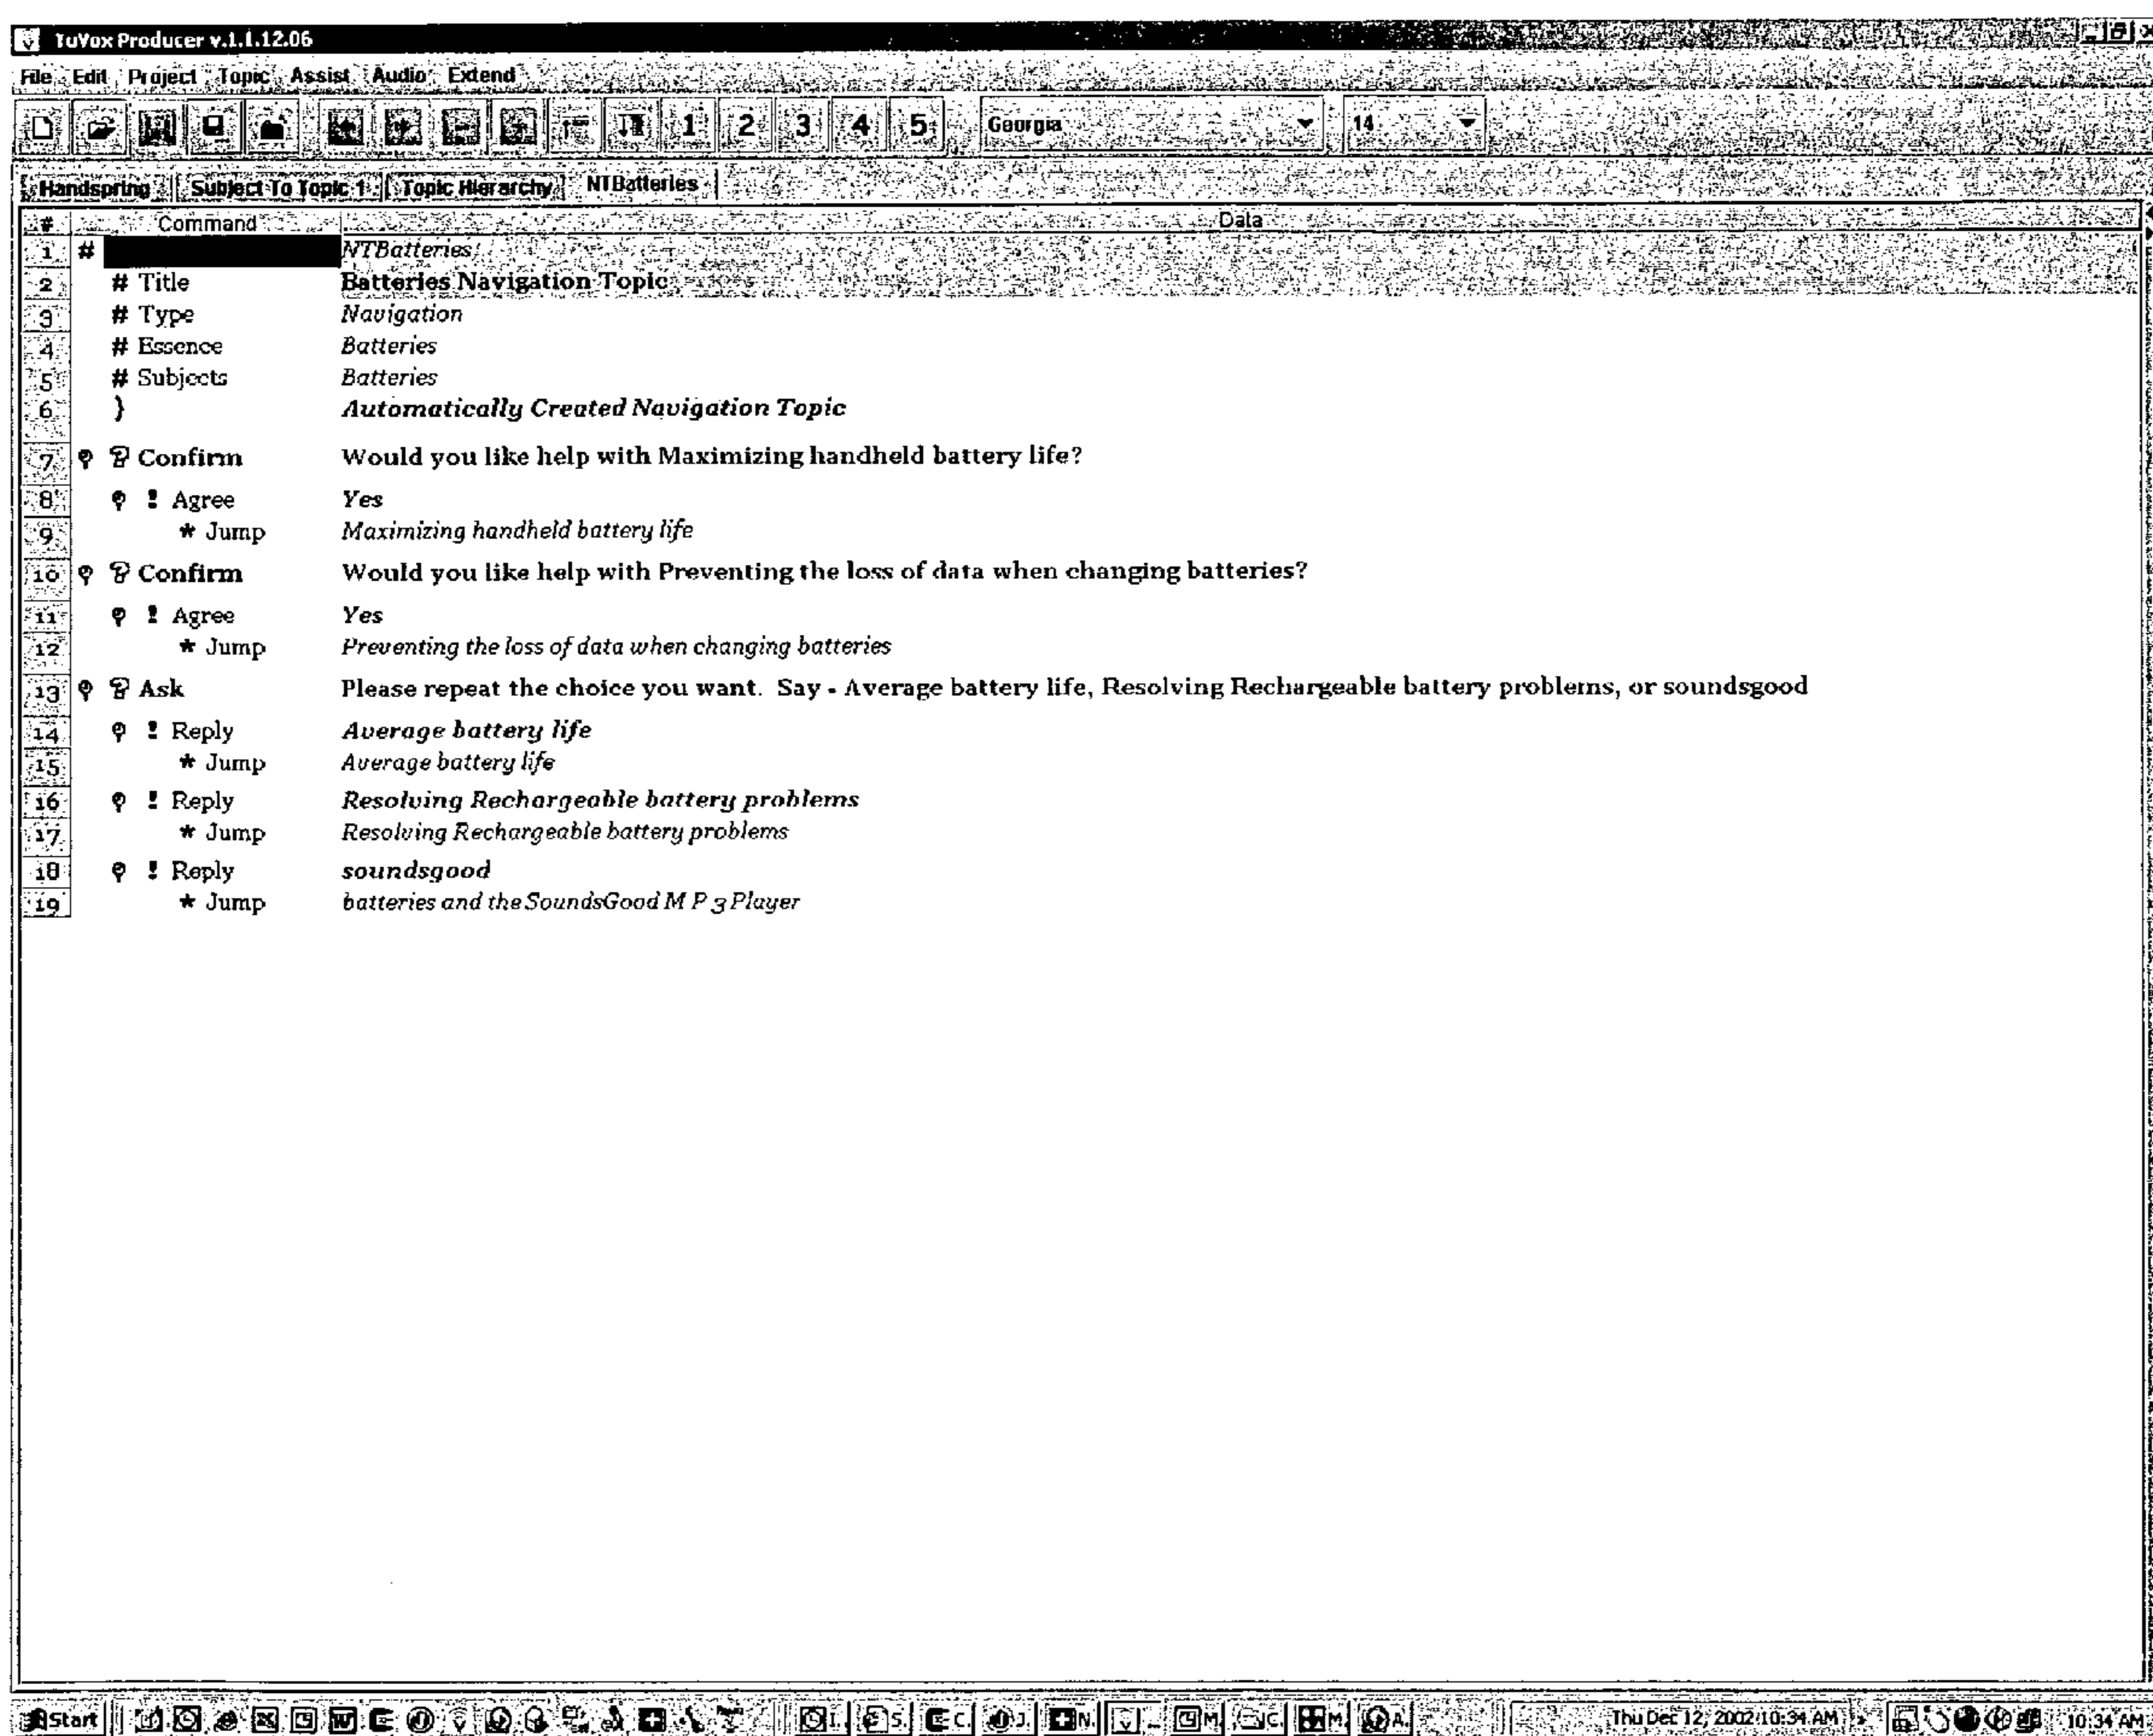 TuVox Producer v.1.1.12.06
File Edit Project Topic Assist Audio Extend
1 2 3 4 5 Georgia 14
Handspring Subject To Topic 1 Topic Hierarchy NTBatteries
# Command Data
1 # NTBatteries
2 # Title Batteries Navigation Topic
3 # Type Navigation
4 # Essence Batteries
5 # Subjects Batteries
6 } Automatically Created Navigation Topic
7 Confirm Would you like help with Maximizing handheld battery life?
8 ! Agree Yes
9 * Jump Maximizing handheld battery life
10 Confirm Would you like help with Preventing the loss of data when changing batteries?
11 ! Agree Yes
12 * Jump Preventing the loss of data when changing batteries
13 Ask Please repeat the choice you want. Say - Average battery life, Resolving Rechargeable battery problems, or soundsgood
14 ! Reply Average battery life
15 * Jump Average battery life
16 ! Reply Resolving Rechargeable battery problems
17 * Jump Resolving Rechargeable battery problems
18 ! Reply soundsgood
19 * Jump batteries and the SoundsGood M P 3 Player
Start Thu Dec 12, 2002 10:34 AM 10:34 AM